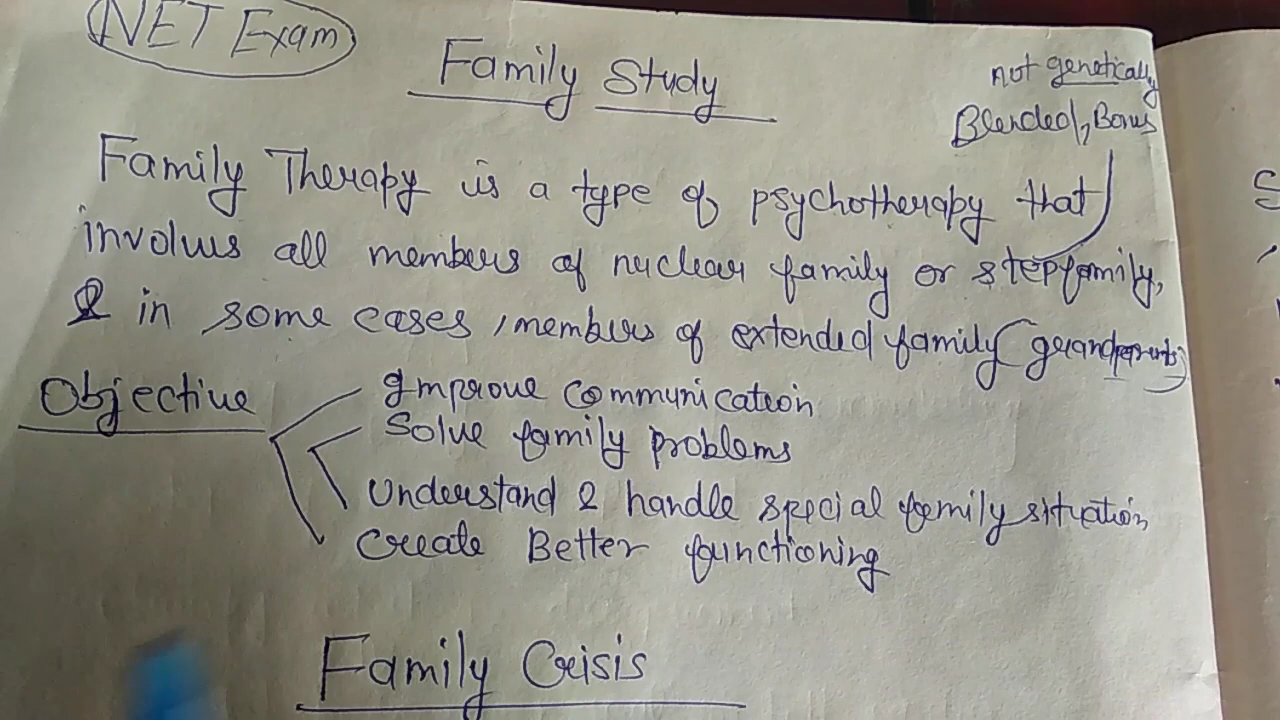 NET Exam
Family Study
not genetically
Blended, Bonus
Family Therapy is a type of psychotherapy that
involves all members of nuclear family or stepfamily,
& in some cases, members of extended family (grandparents)
Objective
Improve communication
Solve family problems
Understand & handle special family situation
Create Better functioning
Family Crisis